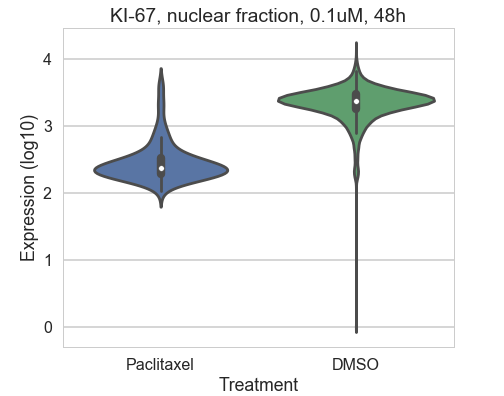 KI-67, nuclear fraction, 0.1uM, 48h
Expression (log10)
4
3
2
1
0
Paclitaxel DMSO
Treatment